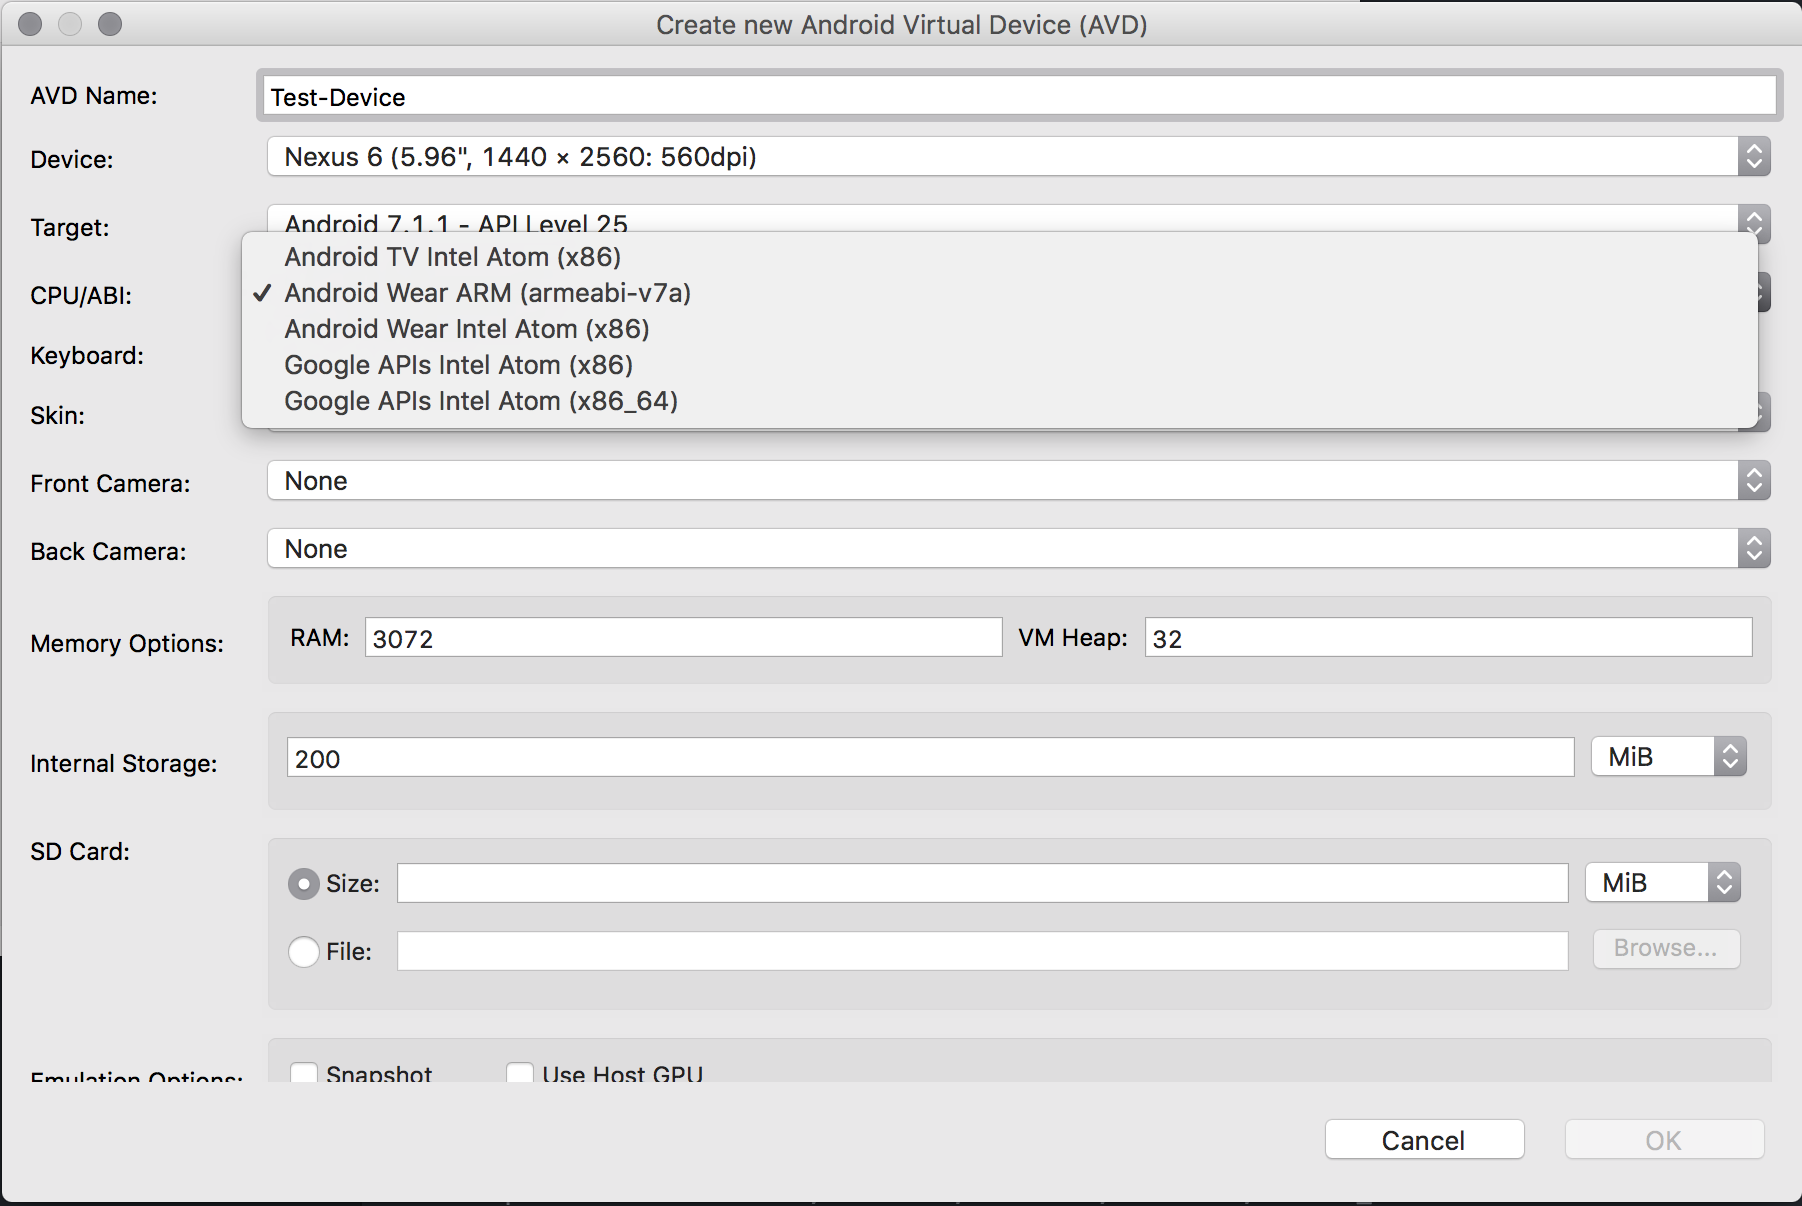 Create new Android Virtual Device (AVD)
AVD Name: Test-Device
Device: Nexus 6 (5.96", 1440 × 2560: 560dpi)
Target: Android 7.1.1 - API Level 25
Android TV Intel Atom (x86)
CPU/ABI: ✓ Android Wear ARM (armeabi-v7a)
Android Wear Intel Atom (x86)
Keyboard: Google APIs Intel Atom (x86)
Skin: Google APIs Intel Atom (x86_64)
Front Camera: None
Back Camera: None
Memory Options: RAM: 3072 VM Heap: 32
Internal Storage: 200 MiB
SD Card:
Size: MiB
File: Browse...
Emulation Options: Snapshot Use Host GPU
Cancel OK